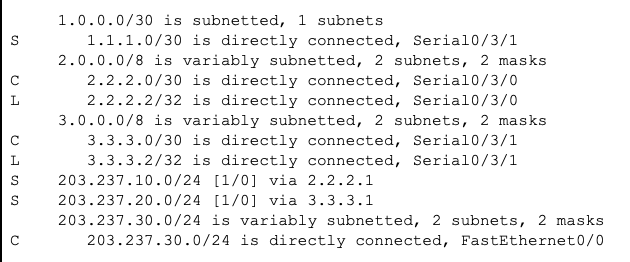 1.0.0.0/30 is subnetted, 1 subnets
S 1.1.1.0/30 is directly connected, Serial0/3/1
2.0.0.0/8 is variably subnetted, 2 subnets, 2 masks
C 2.2.2.0/30 is directly connected, Serial0/3/0
L 2.2.2.2/32 is directly connected, Serial0/3/0
3.0.0.0/8 is variably subnetted, 2 subnets, 2 masks
C 3.3.3.0/30 is directly connected, Serial0/3/1
L 3.3.3.2/32 is directly connected, Serial0/3/1
S 203.237.10.0/24 [1/0] via 2.2.2.1
S 203.237.20.0/24 [1/0] via 3.3.3.1
203.237.30.0/24 is variably subnetted, 2 subnets, 2 masks
C 203.237.30.0/24 is directly connected, FastEthernet0/0